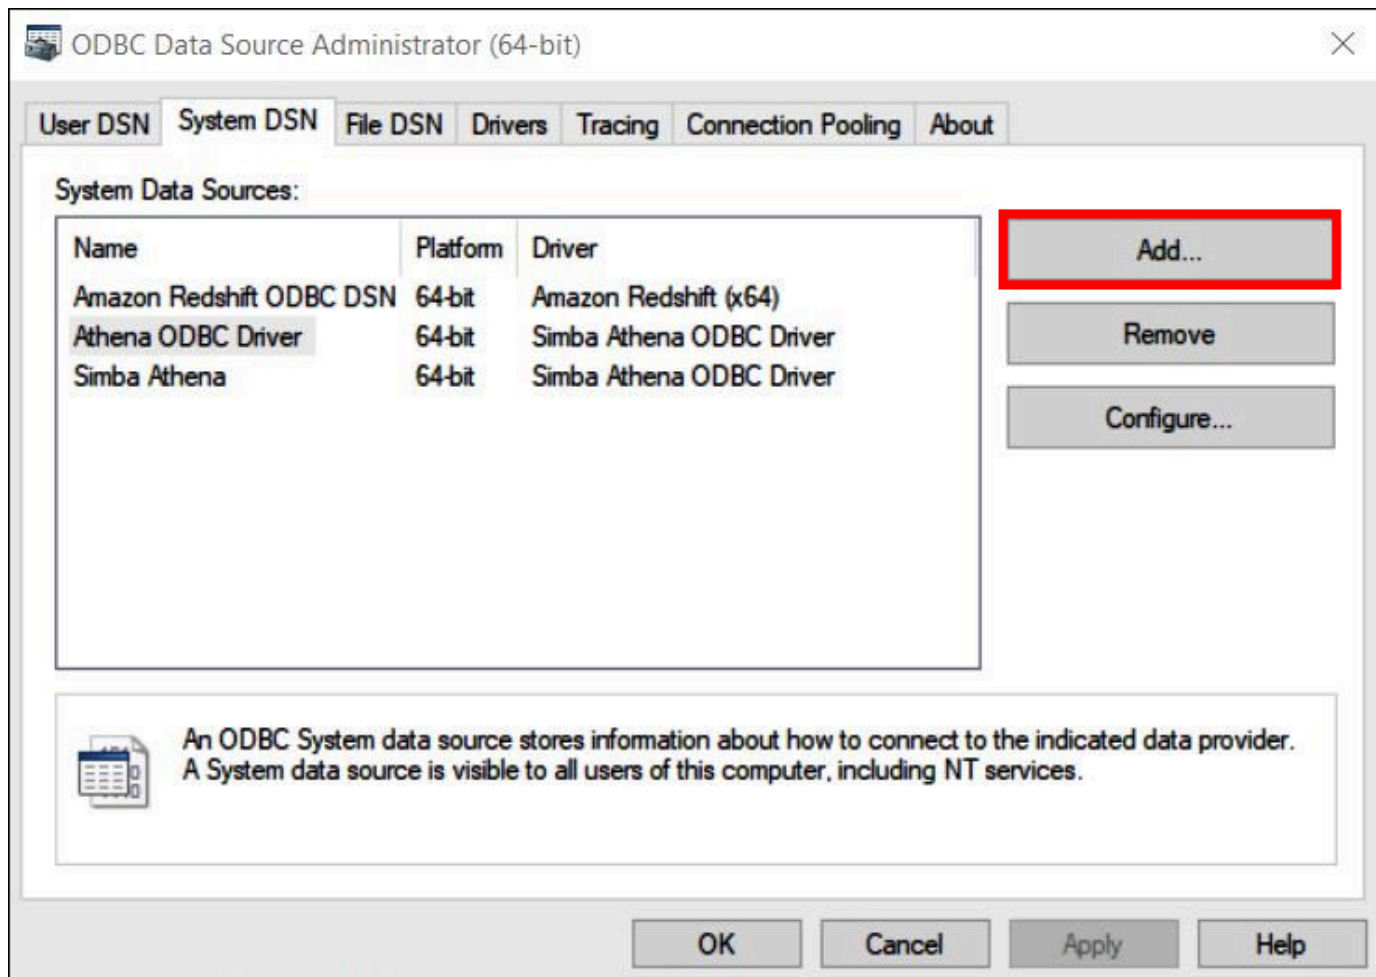 ODBC Data Source Administrator (64-bit)
User DSN System DSN File DSN Drivers Tracing Connection Pooling About
System Data Sources:
Name Platform Driver
Amazon Redshift ODBC DSN 64-bit Amazon Redshift (x64)
Athena ODBC Driver 64-bit Simba Athena ODBC Driver
Simba Athena 64-bit Simba Athena ODBC Driver
Add...
Remove
Configure...
An ODBC System data source stores information about how to connect to the indicated data provider.
A System data source is visible to all users of this computer, including NT services.
OK Cancel Apply Help